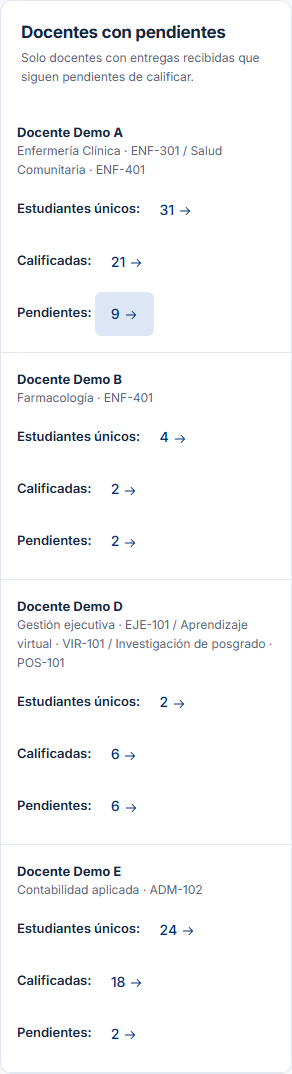 Docentes con pendientes
Solo docentes con entregas recibidas que
siguen pendientes de calificar.
Docente Demo A
Enfermería Clínica · ENF-301 / Salud
Comunitaria · ENF-401
Estudiantes únicos: 31 →
Calificadas: 21 →
Pendientes: 9 →
Docente Demo B
Farmacología · ENF-401
Estudiantes únicos: 4 →
Calificadas: 2 →
Pendientes: 2 →
Docente Demo D
Gestión ejecutiva · EJE-101 / Aprendizaje
virtual · VIR-101 / Investigación de posgrado ·
POS-101
Estudiantes únicos: 2 →
Calificadas: 6 →
Pendientes: 6 →
Docente Demo E
Contabilidad aplicada · ADM-102
Estudiantes únicos: 24 →
Calificadas: 18 →
Pendientes: 2 →